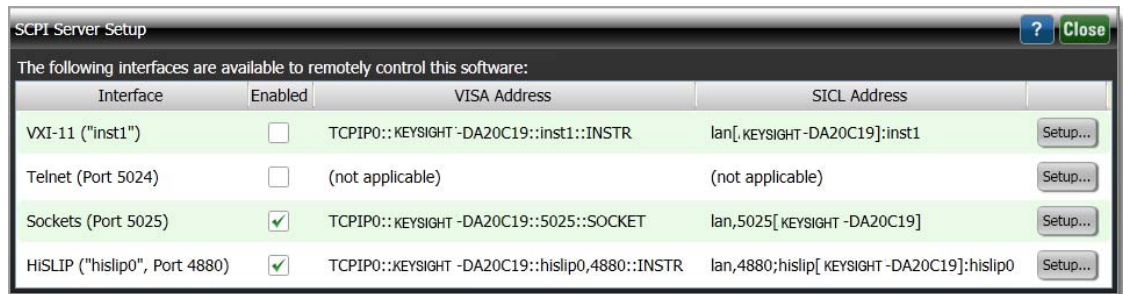 SCPI Server Setup ? Close
The following interfaces are available to remotely control this software:
Interface Enabled VISA Address SICL Address
VXI-11 ("inst1") TCPIP0::KEYSIGHT-DA20C19::inst1::INSTR lan[KEYSIGHT-DA20C19]:inst1 Setup...
Telnet (Port 5024) (not applicable) (not applicable) Setup...
Sockets (Port 5025) TCPIP0::KEYSIGHT-DA20C19::5025::SOCKET lan,5025[KEYSIGHT-DA20C19] Setup...
HiSLIP ("hislip0", Port 4880) TCPIP0::KEYSIGHT-DA20C19::hislip0,4880::INSTR lan,4880;hislip[KEYSIGHT-DA20C19]:hislip0 Setup...